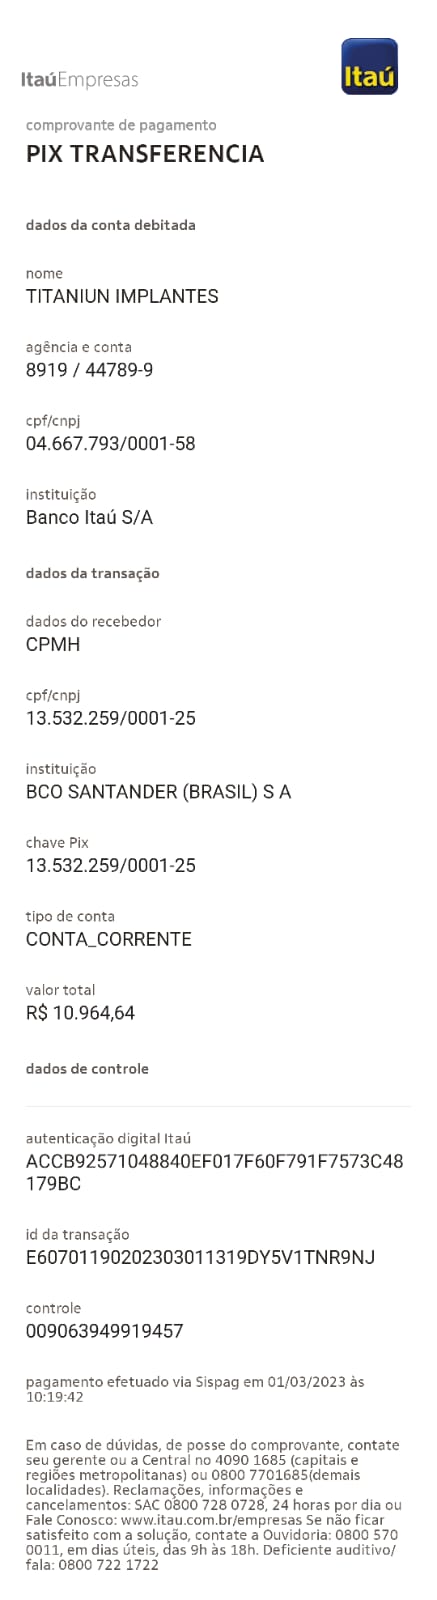 ItaúEmpresas
Itaú
comprovante de pagamento
PIX TRANSFERENCIA
dados da conta debitada
nome
TITANIUN IMPLANTES
agência e conta
8919 / 44789-9
cpf/cnpj
04.667.793/0001-58
instituição
Banco Itaú S/A
dados da transação
dados do recebedor
CPMH
cpf/cnpj
13.532.259/0001-25
instituição
BCO SANTANDER (BRASIL) S A
chave Pix
13.532.259/0001-25
tipo de conta
CONTA_CORRENTE
valor total
R$ 10.964,64
dados de controle
autenticação digital Itaú
ACCB92571048840EF017F60F791F7573C48
179BC
id da transação
E60701190202303011319DY5V1TNR9NJ
controle
009063949919457
pagamento efetuado via Sispag em 01/03/2023 às
10:19:42
Em caso de dúvidas, de posse do comprovante, contate
seu gerente ou a Central no 4090 1685 (capitais e
regiões metropolitanas) ou 0800 7701685(demais
localidades). Reclamações, informações e
cancelamentos: SAC 0800 728 0728, 24 horas por dia ou
Fale Conosco: www.itau.com.br/empresas Se não ficar
satisfeito com a solução, contate a Ouvidoria: 0800 570
0011, em dias úteis, das 9h às 18h. Deficiente auditivo/
fala: 0800 722 1722